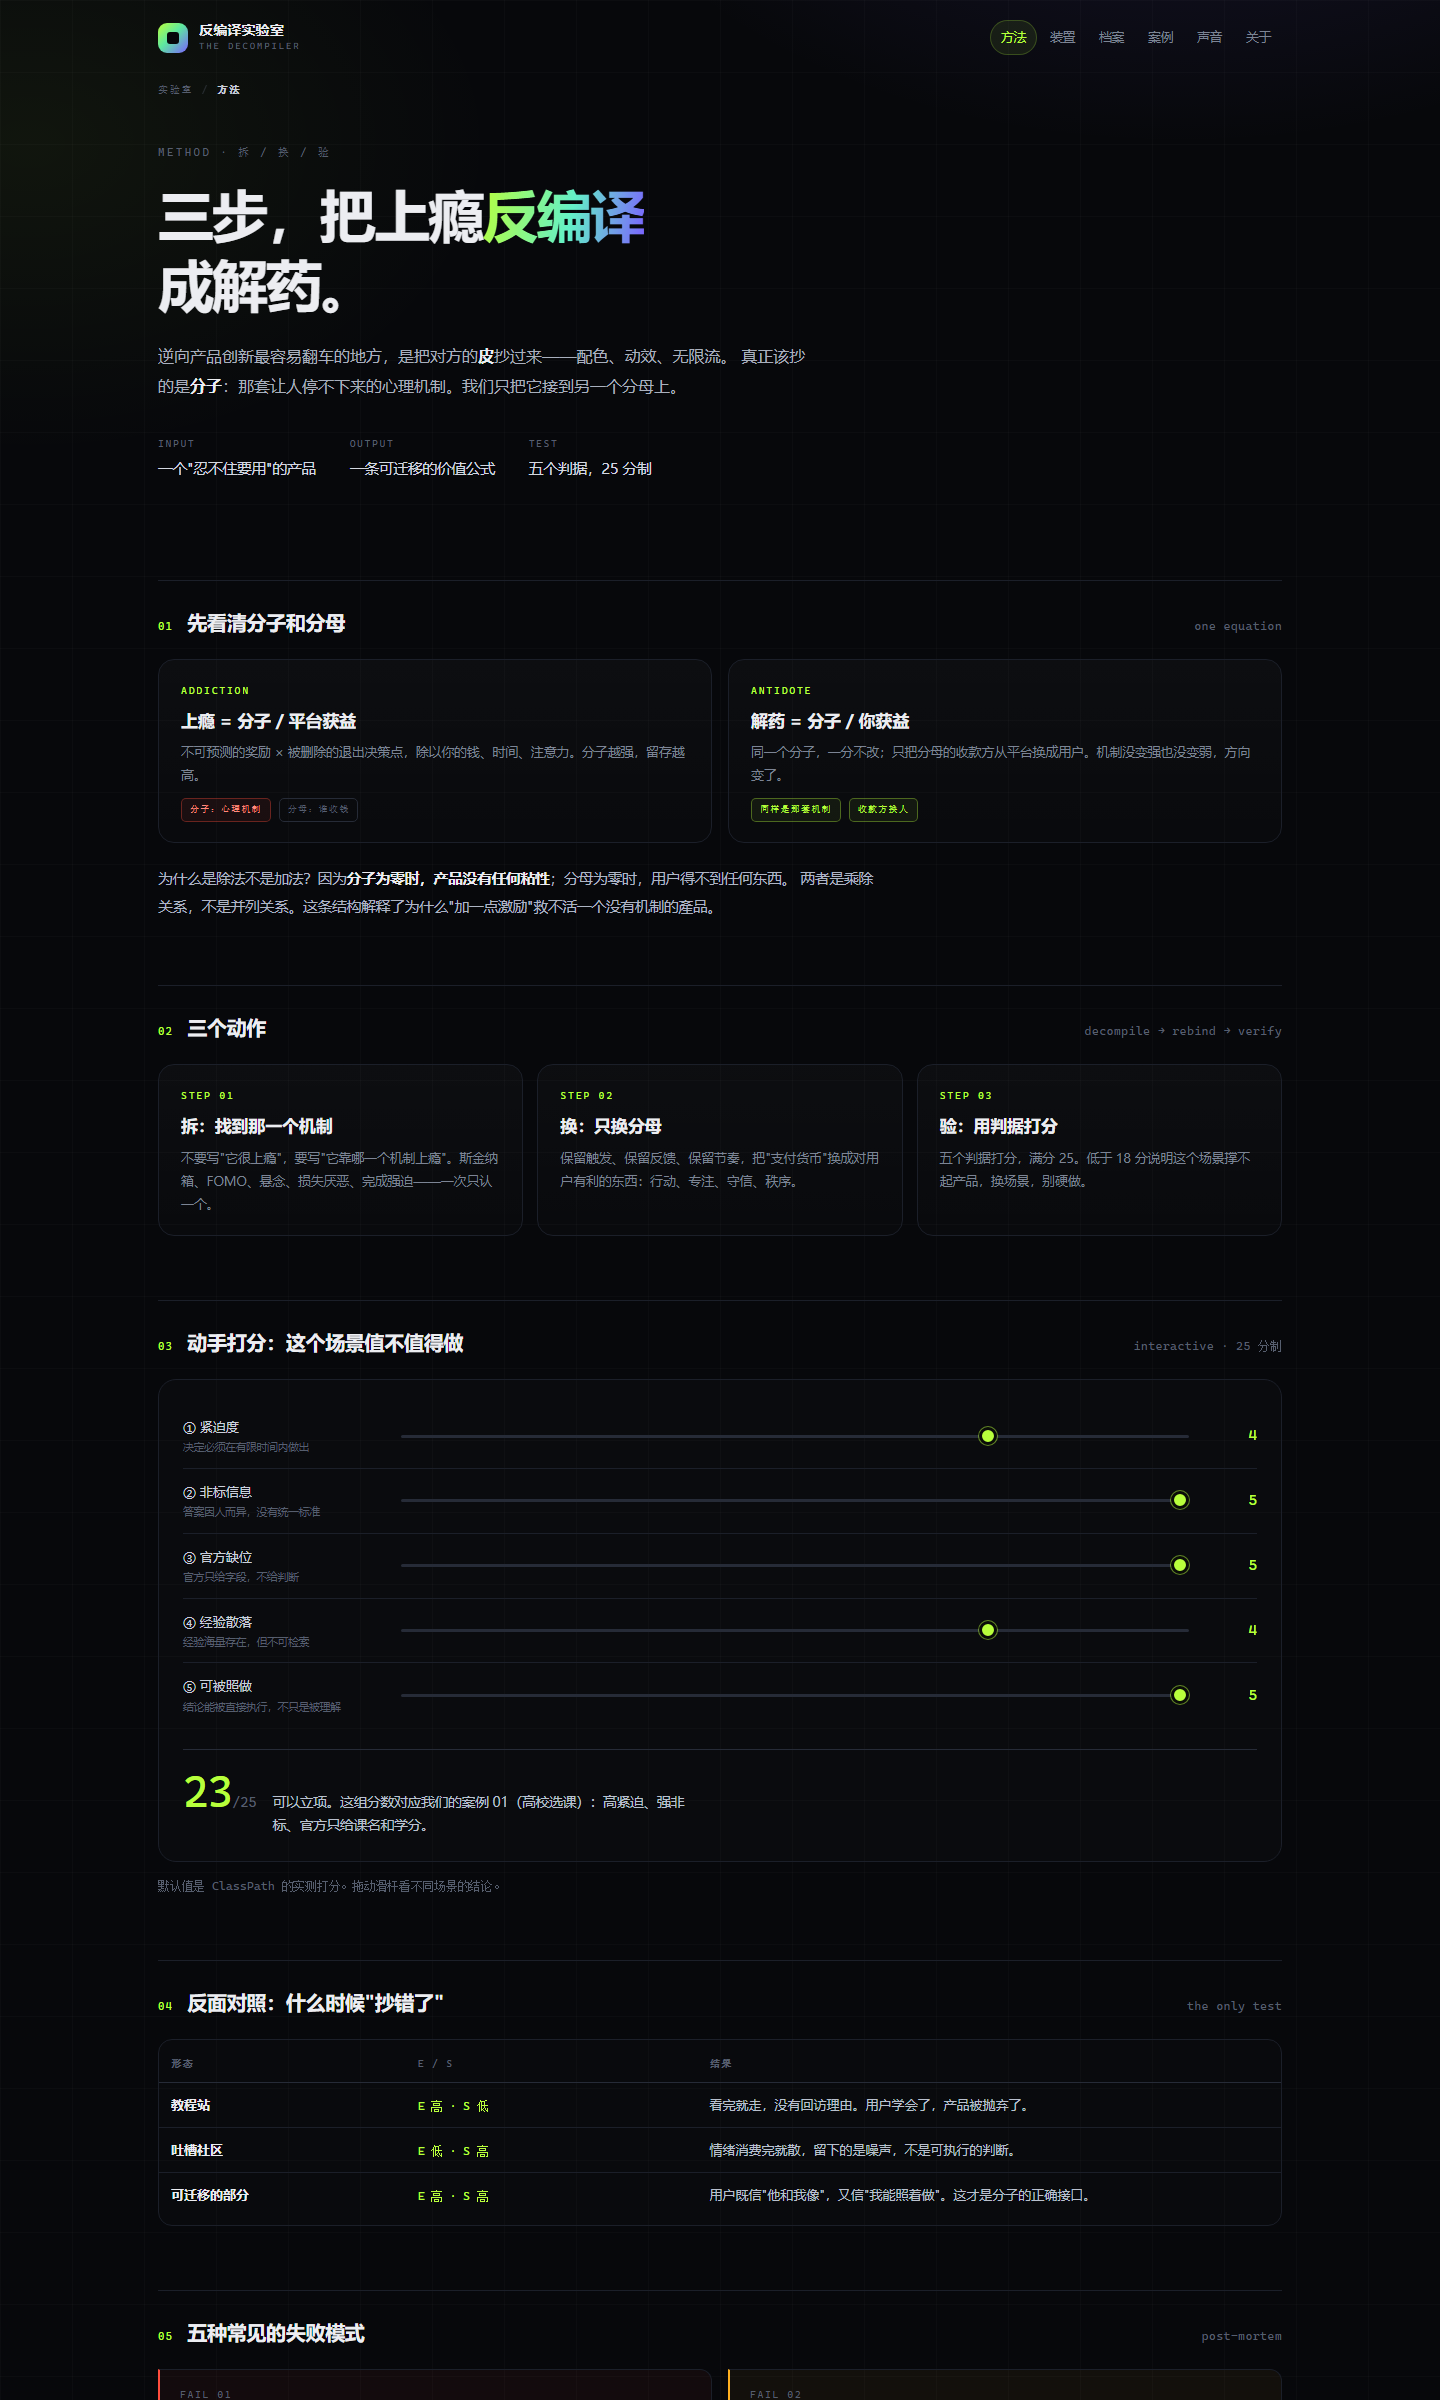 反编译实验室
THE DECOMPILER
方法 装置 档案 案例 声音 关于
实验室 / 方法
METHOD · 拆 / 换 / 验
三步，把上瘾反编译
成解药。
逆向产品创新最容易翻车的地方，是把对方的皮抄过来——配色、动效、无限流。 真正该抄
的是分子：那套让人停不下来的心理机制。我们只把它接到另一个分母上。
INPUT OUTPUT TEST
一个"忍不住要用"的产品 一条可迁移的价值公式 五个判据，25 分制
01 先看清分子和分母 one equation
ADDICTION
上瘾 = 分子 / 平台获益
不可预测的奖励 × 被删除的退出决策点，除以你的钱、时间、注意力。分子越强，留存越
高。
分子：心理机制 分母：谁收钱
ANTIDOTE
解药 = 分子 / 你获益
同一个分子，一分不改；只把分母的收款方从平台换成用户。机制没变强也没变弱，方向
变了。
同样是那套机制 收款方换人
为什么是除法不是加法？因为分子为零时，产品没有任何粘性；分母为零时，用户得不到任何东西。 两者是乘除
关系，不是并列关系。这条结构解释了为什么"加一点激励"救不活一个没有机制的產品。
02 三个动作 decompile → rebind → verify
STEP 01
拆：找到那一个机制
不要写"它很上瘾"，要写"它靠哪一个机制上瘾"。斯金纳
箱、FOMO、悬念、损失厌恶、完成强迫——一次只认
一个。
STEP 02
换：只换分母
保留触发、保留反馈、保留节奏，把"支付货币"换成对用
户有利的东西：行动、专注、守信、秩序。
STEP 03
验：用判据打分
五个判据打分，满分 25。低于 18 分说明这个场景撑不
起产品，换场景，别硬做。
03 动手打分：这个场景值不值得做 interactive · 25 分制
① 紧迫度 4
决定必须在有限时间内做出
② 非标信息 5
答案因人而异，没有统一标准
③ 官方缺位 5
官方只给字段，不给判断
④ 经验散落 4
经验海量存在，但不可检索
⑤ 可被照做 5
结论能被直接执行，不只是被理解
23/25 可以立项。这组分数对应我们的案例 01（高校选课）：高紧迫、强非
标、官方只给课名和学分。
默认值是 ClassPath 的实测打分。拖动滑杆看不同场景的结论。
04 反面对照：什么时候"抄错了" the only test
形态 E / S 结果
教程站 E 高 · S 低 看完就走，没有回访理由。用户学会了，产品被抛弃了。
吐槽社区 E 低 · S 高 情绪消费完就散，留下的是噪声，不是可执行的判断。
可迁移的部分 E 高 · S 高 用户既信"他和我像"，又信"我能照着做"。这才是分子的正确接口。
05 五种常见的失败模式 post-mortem
FAIL 01 FAIL 02